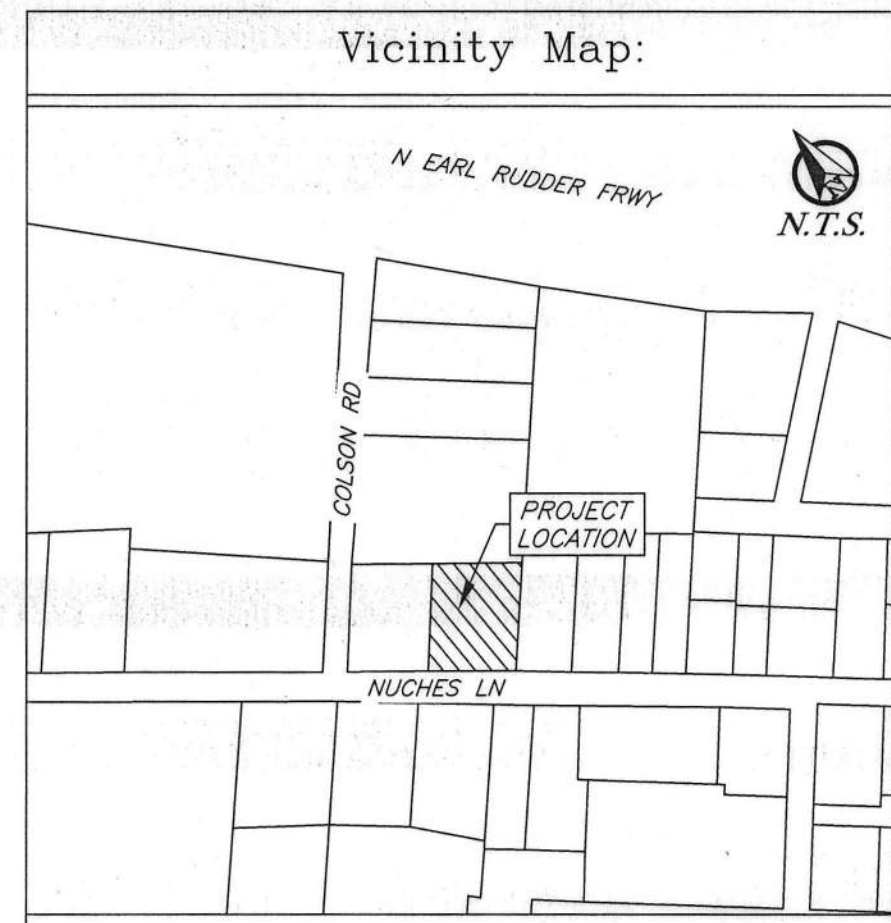 Vicinity Map:
N EARL RUDDER FRWY
N.T.S.
COLSON RD
PROJECT
LOCATION
NUCHES LN